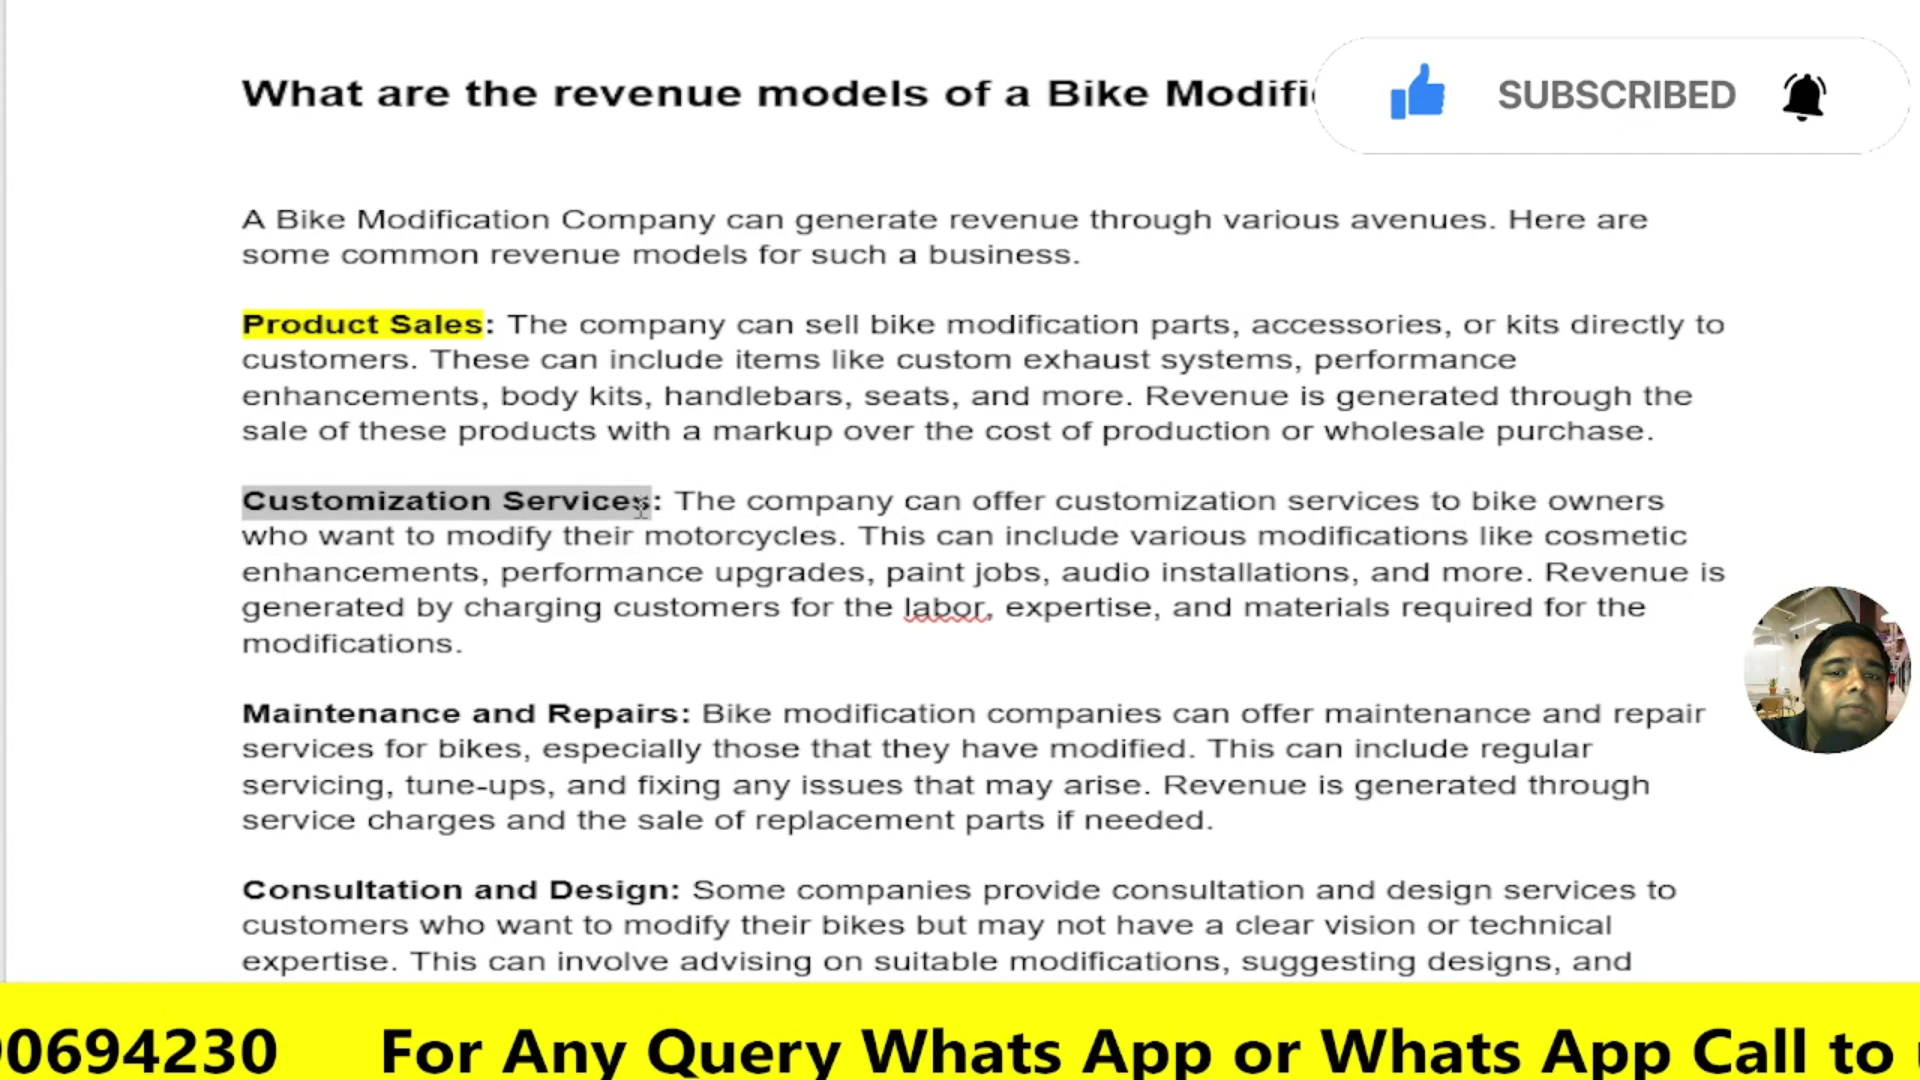 What are the revenue models of a Bike Modifi
SUBSCRIBED
A Bike Modification Company can generate revenue through various avenues. Here are
some common revenue models for such a business.
Product Sales: The company can sell bike modification parts, accessories, or kits directly to
customers. These can include items like custom exhaust systems, performance
enhancements, body kits, handlebars, seats, and more. Revenue is generated through the
sale of these products with a markup over the cost of production or wholesale purchase.
Customization Services: The company can offer customization services to bike owners
who want to modify their motorcycles. This can include various modifications like cosmetic
enhancements, performance upgrades, paint jobs, audio installations, and more. Revenue is
generated by charging customers for the labor, expertise, and materials required for the
modifications.
Maintenance and Repairs: Bike modification companies can offer maintenance and repair
services for bikes, especially those that they have modified. This can include regular
servicing, tune-ups, and fixing any issues that may arise. Revenue is generated through
service charges and the sale of replacement parts if needed.
Consultation and Design: Some companies provide consultation and design services to
customers who want to modify their bikes but may not have a clear vision or technical
expertise. This can involve advising on suitable modifications, suggesting designs, and
0694230 For Any Query Whats App or Whats App Call to